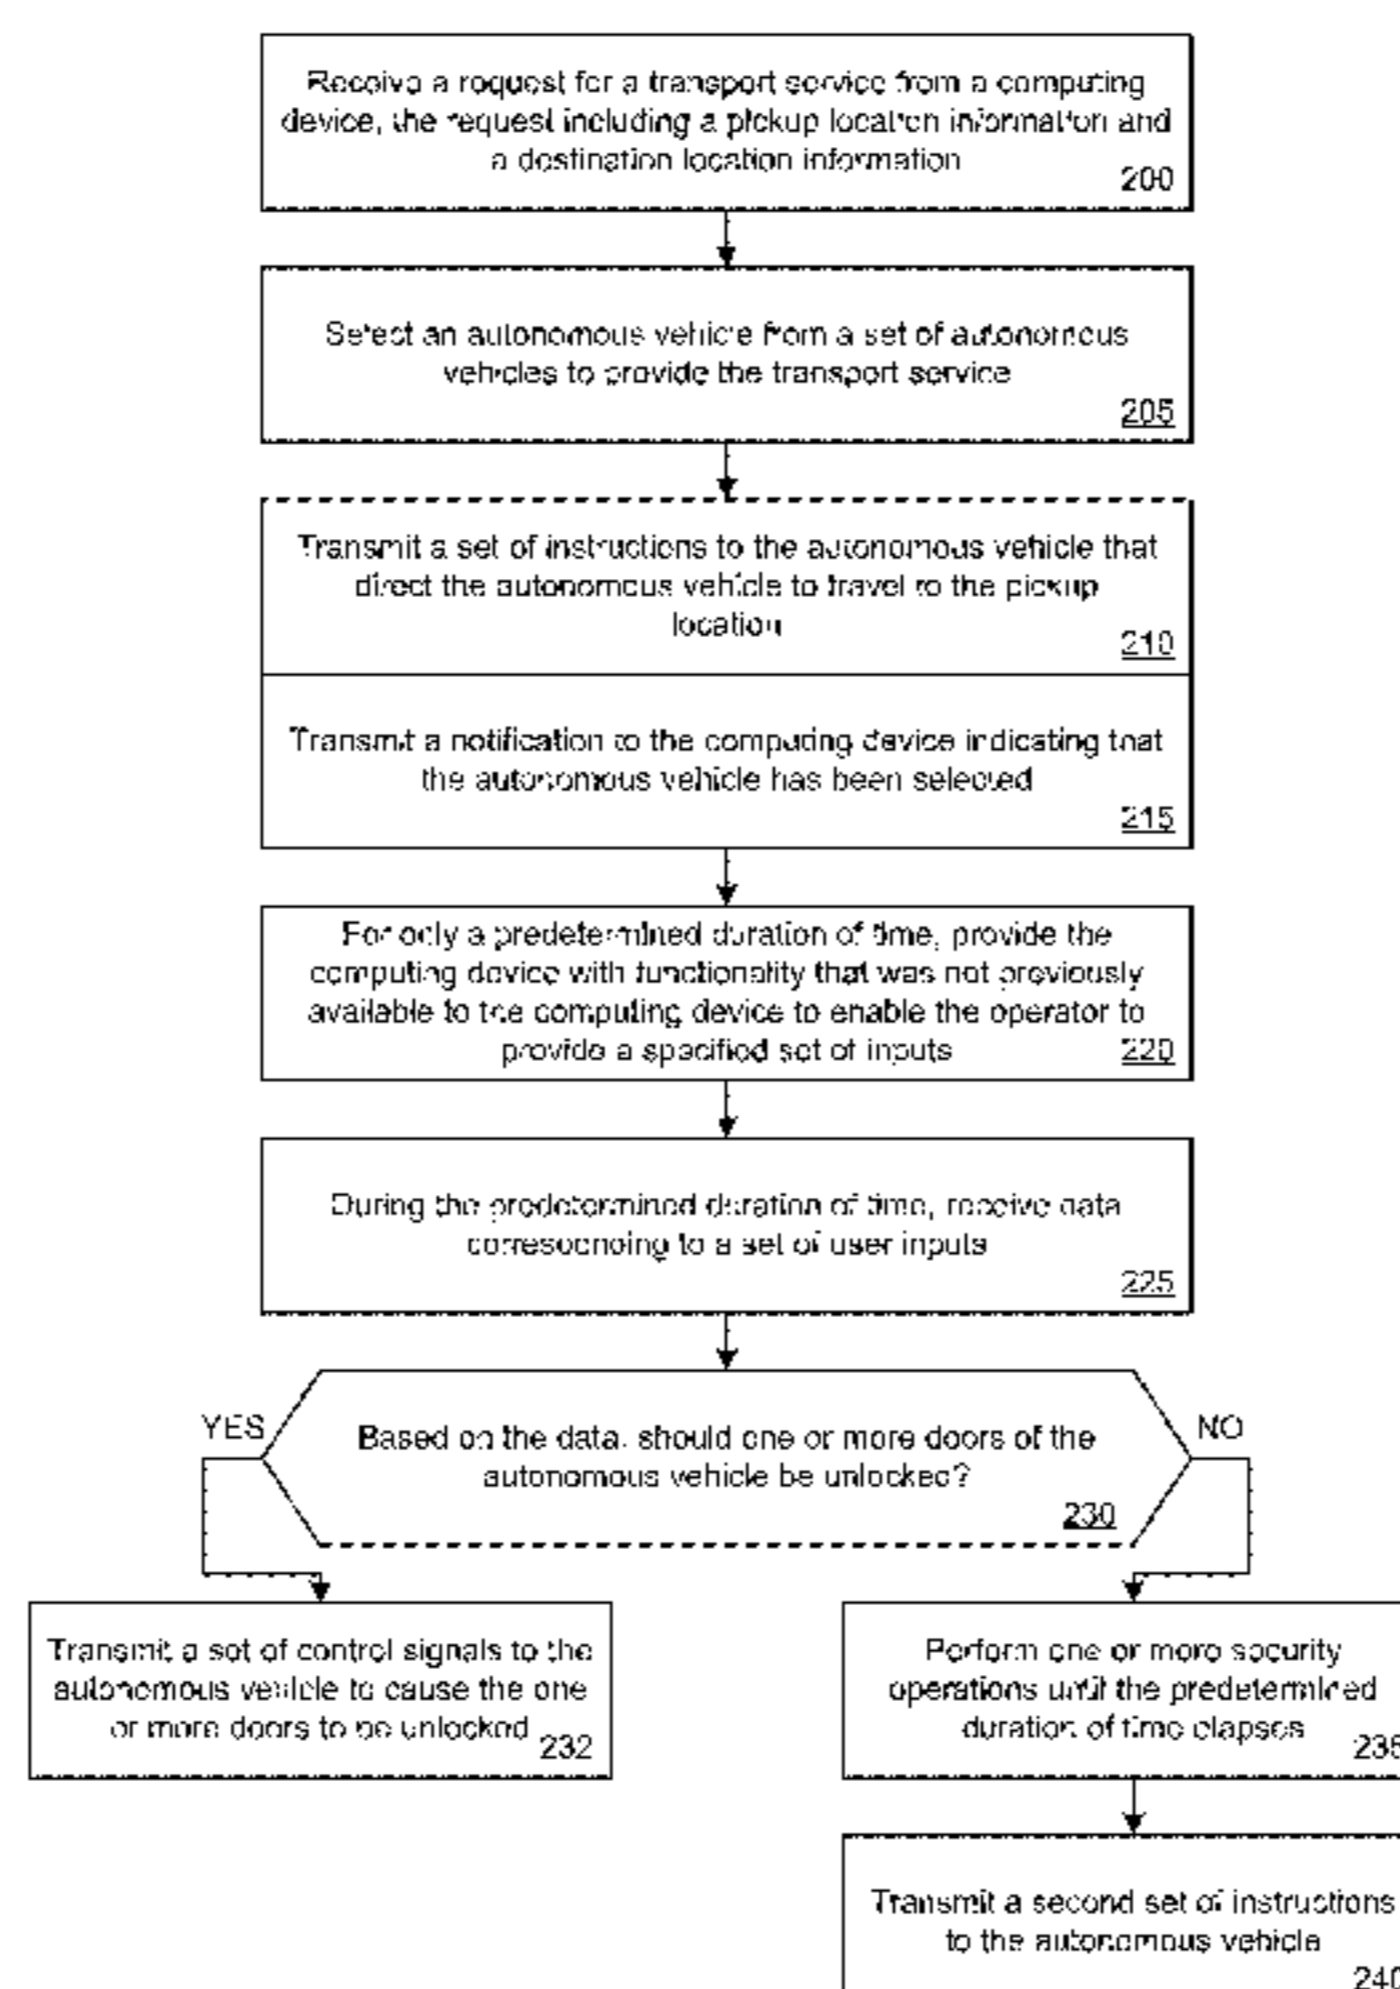 Receive a request for a transport service from a computing
device, the request including a pickup location information and
a destination location information
200
Select an autonomous vehicle from a set of autonomous
vehicles to provide the transport service
205
Transmit a set of instructions to the autonomous vehicle that
direct the autonomous vehicle to travel to the pickup
location
210
Transmit a notification to the computing device indicating that
the autonomous vehicle has been selected
215
For only a predetermined duration of time, provide the
computing device with functionality that was not previously
available to the computing device to enable the operator to
provide a specified set of inputs
220
During the predetermined duration of time, receive data
corresponding to a set of user inputs
225
YES
NO
Based on the data, should one or more doors of the
autonomous vehicle be unlocked?
230
Transmit a set of control signals to the
autonomous vehicle to cause the one
or more doors to be unlocked
232
Perform one or more security
operations until the predetermined
duration of time elapses
235
Transmit a second set of instructions
to the autonomous vehicle
240